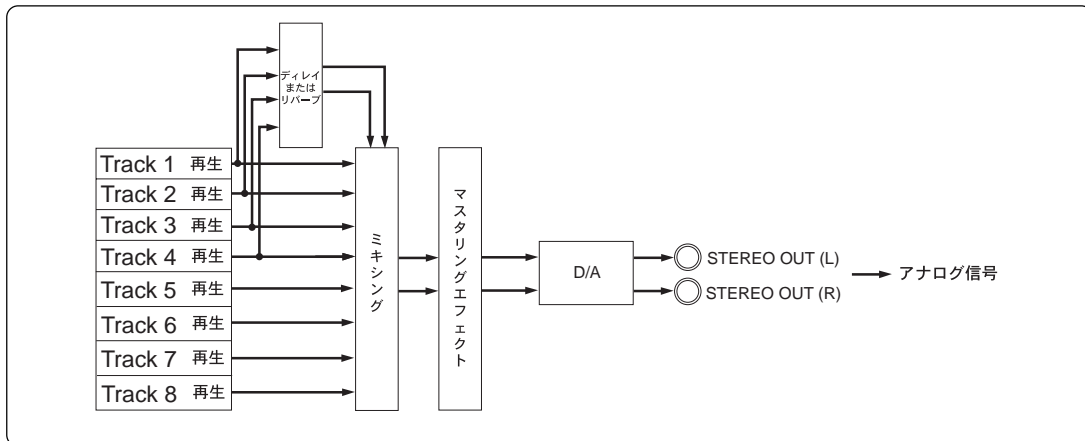 ディレイ
または
リバーブ
Track 1 再生
Track 2 再生
Track 3 再生
Track 4 再生
Track 5 再生
Track 6 再生
Track 7 再生
Track 8 再生
ミキシング
マスタリングエフェクト
D/A
STEREO OUT (L)
STEREO OUT (R)
アナログ信号